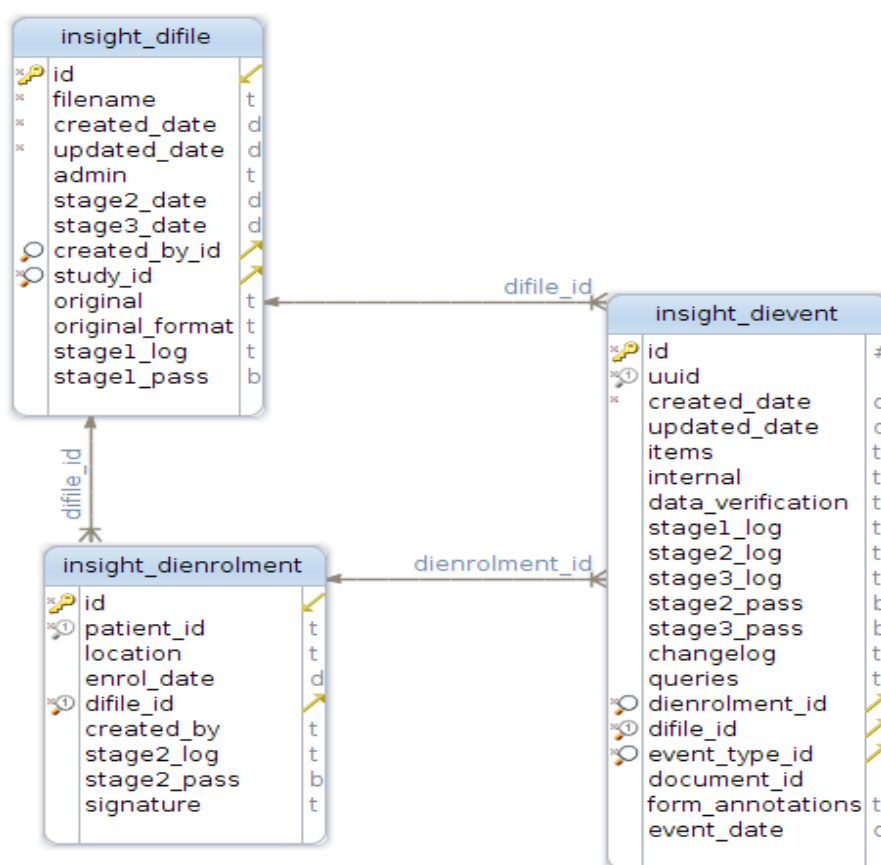 insight_difile
id
filename t
created_date d
updated_date d
admin t
stage2_date d
stage3_date d
created_by_id
study_id
original t
original_format t
stage1_log t
stage1_pass b
difile_id
difile_id
insight_dienrolment
id
patient_id t
location t
enrol_date d
difile_id
created_by t
stage2_log t
stage2_pass b
signature t
dienrolment_id
insight_dievent
id #
uuid
created_date d
updated_date d
items t
internal t
data_verification t
stage1_log t
stage2_log t
stage3_log t
stage2_pass b
stage3_pass b
changelog t
queries t
dienrolment_id
difile_id
event_type_id
document_id
form_annotations t
event_date d